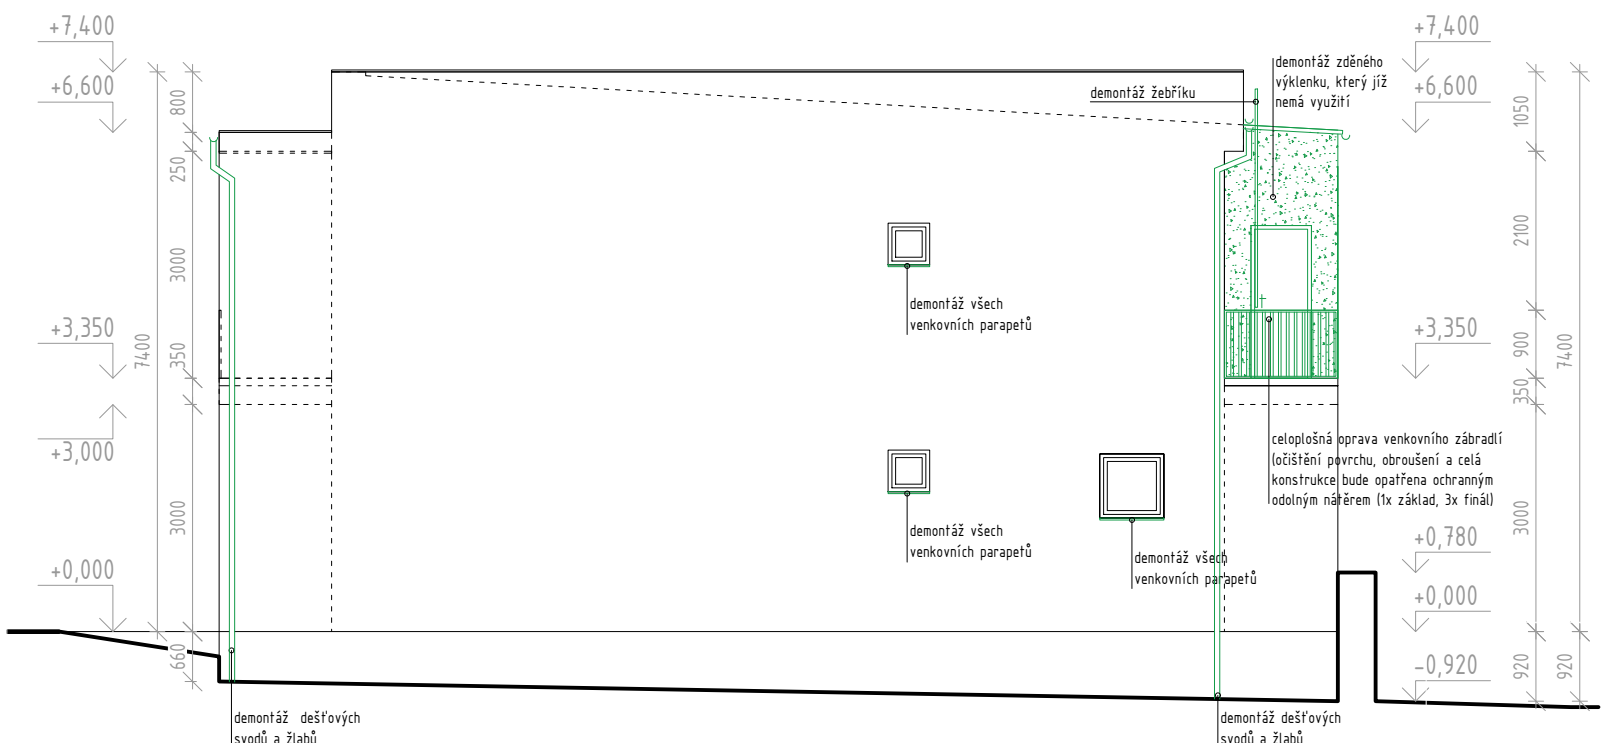 +7,400
+6,600
800
250
3000
7400
350
+3,350
+3,000
3000
+0,000
660
demontáž žebříku
demontáž zděného
výklenku, který jíž
nemá využití
demontáž všech
venkovních parapetů
demontáž všech
venkovních parapetů
demontáž všech
venkovních parapetů
celoplošná oprava venkovního zábradlí
(očištění povrchu, obroušení a celá
konstrukce bude opatřena ochranným
odolným nátěrem (1x základ, 3x finál)
demontáž dešťových
svodů a žlabů
demontáž dešťových
svodů a žlabů
+7,400
+6,600
1050
2100
+3,350
900
7400
350
3000
+0,780
+0,000
-0,920
920
920